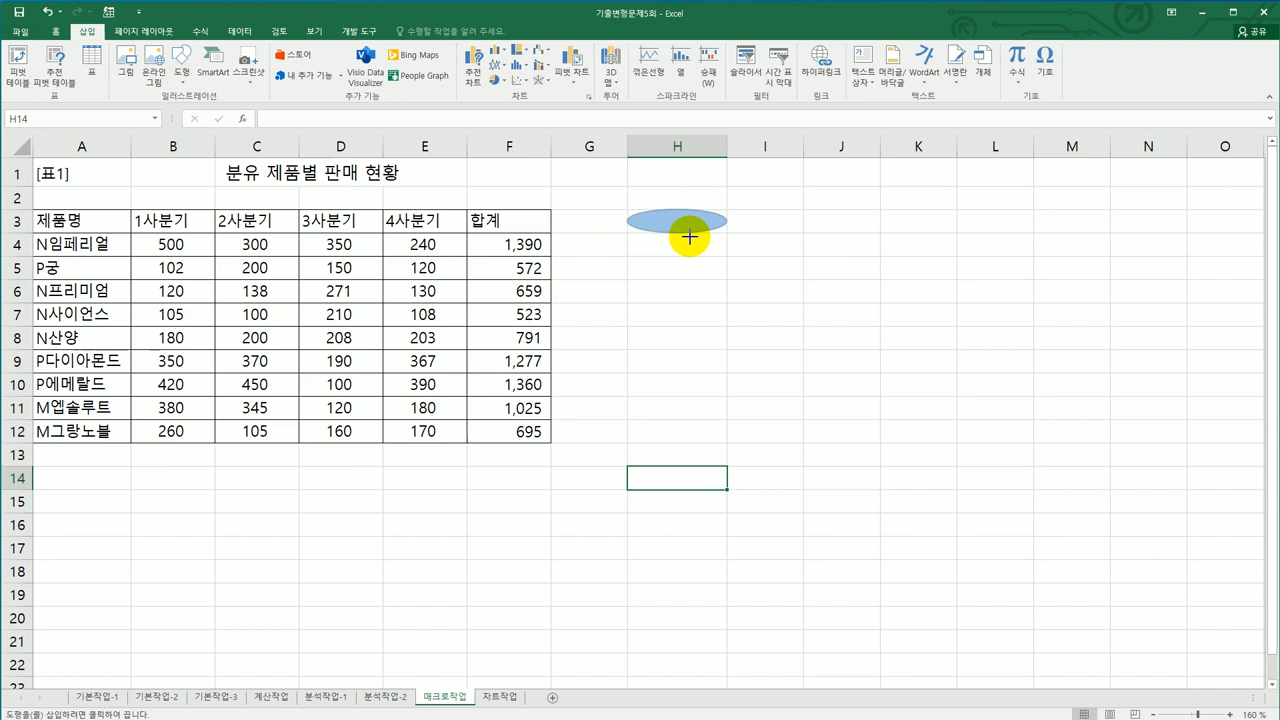 기출변형문제5회 - Excel
파일 홈 삽입 페이지 레이아웃 수식 데이터 검토 보기 개발 도구 수행할 작업을 알려 주세요. 공유
피벗 테이블 추천 피벗 테이블 표 그림 온라인 그림 도형 SmartArt 스크린샷 스토어 내 추가 기능 Visio Data Visualizer Bing Maps People Graph 추천 차트 피벗 차트 3D 맵 꺾은선형 열 승패 (W) 슬라이서 시간 표시 막대 하이퍼링크 텍스트 상자 머리글/바닥글 WordArt 서명란 개체 수식 기호
표 일러스트레이션 추가 기능 차트 투어 스파크라인 필터 링크 텍스트 기호
H14 fx
A B C D E F G H I J K L M N O
1 [표1] 분유 제품별 판매 현황
2
3 제품명 1사분기 2사분기 3사분기 4사분기 합계
4 N임페리얼 500 300 350 240 1,390
5 P궁 102 200 150 120 572
6 N프리미엄 120 138 271 130 659
7 N사이언스 105 100 210 108 523
8 N산양 180 200 208 203 791
9 P다이아몬드 350 370 190 367 1,277
10 P에메랄드 420 450 100 390 1,360
11 M엡솔루트 380 345 120 180 1,025
12 M그랑노블 260 105 160 170 695
13
14
15
16
17
18
19
20
21
22
23
기본작업-1 기본작업-2 기본작업-3 계산작업 분석작업-1 분석작업-2 매크로작업 차트작업
도형을(를) 삽입하려면 클릭하여 끕니다. 160 %